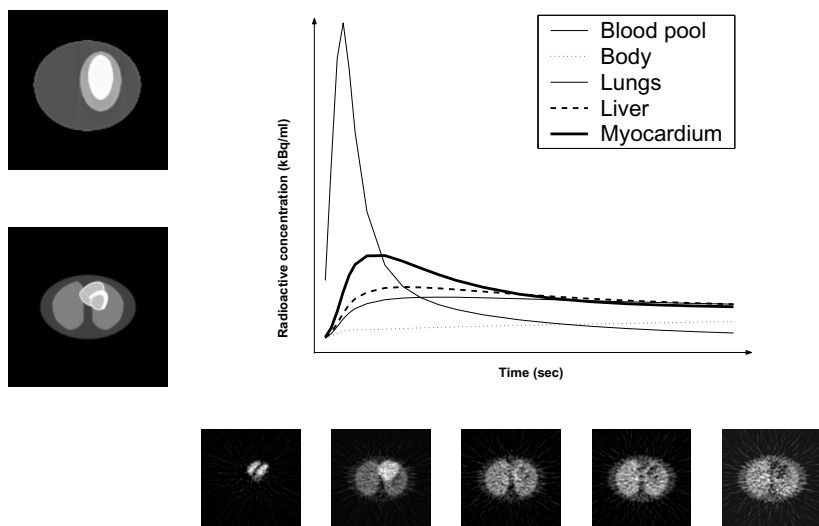 Blood pool
Body
Lungs
Liver
Myocardium
Radioactive concentration (kBq/ml)
Time (sec)